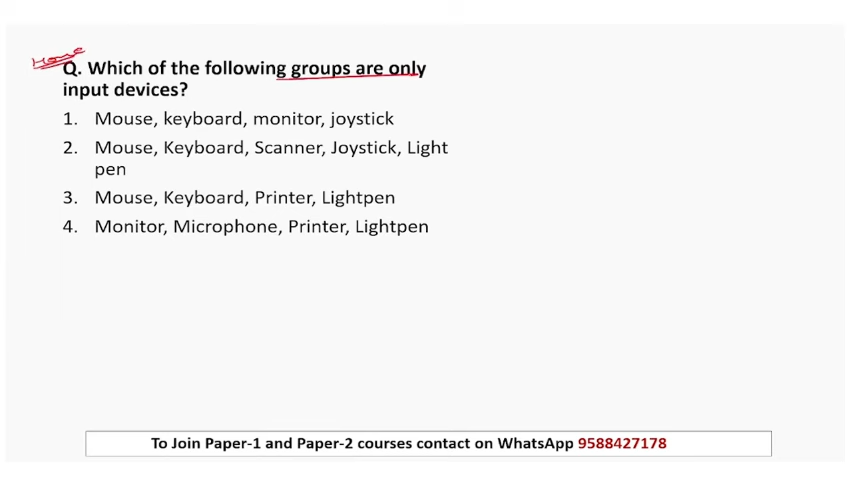 Home
Q. Which of the following groups are only
input devices?
1. Mouse, keyboard, monitor, joystick
2. Mouse, Keyboard, Scanner, Joystick, Light
pen
3. Mouse, Keyboard, Printer, Lightpen
4. Monitor, Microphone, Printer, Lightpen
To Join Paper-1 and Paper-2 courses contact on WhatsApp 9588427178